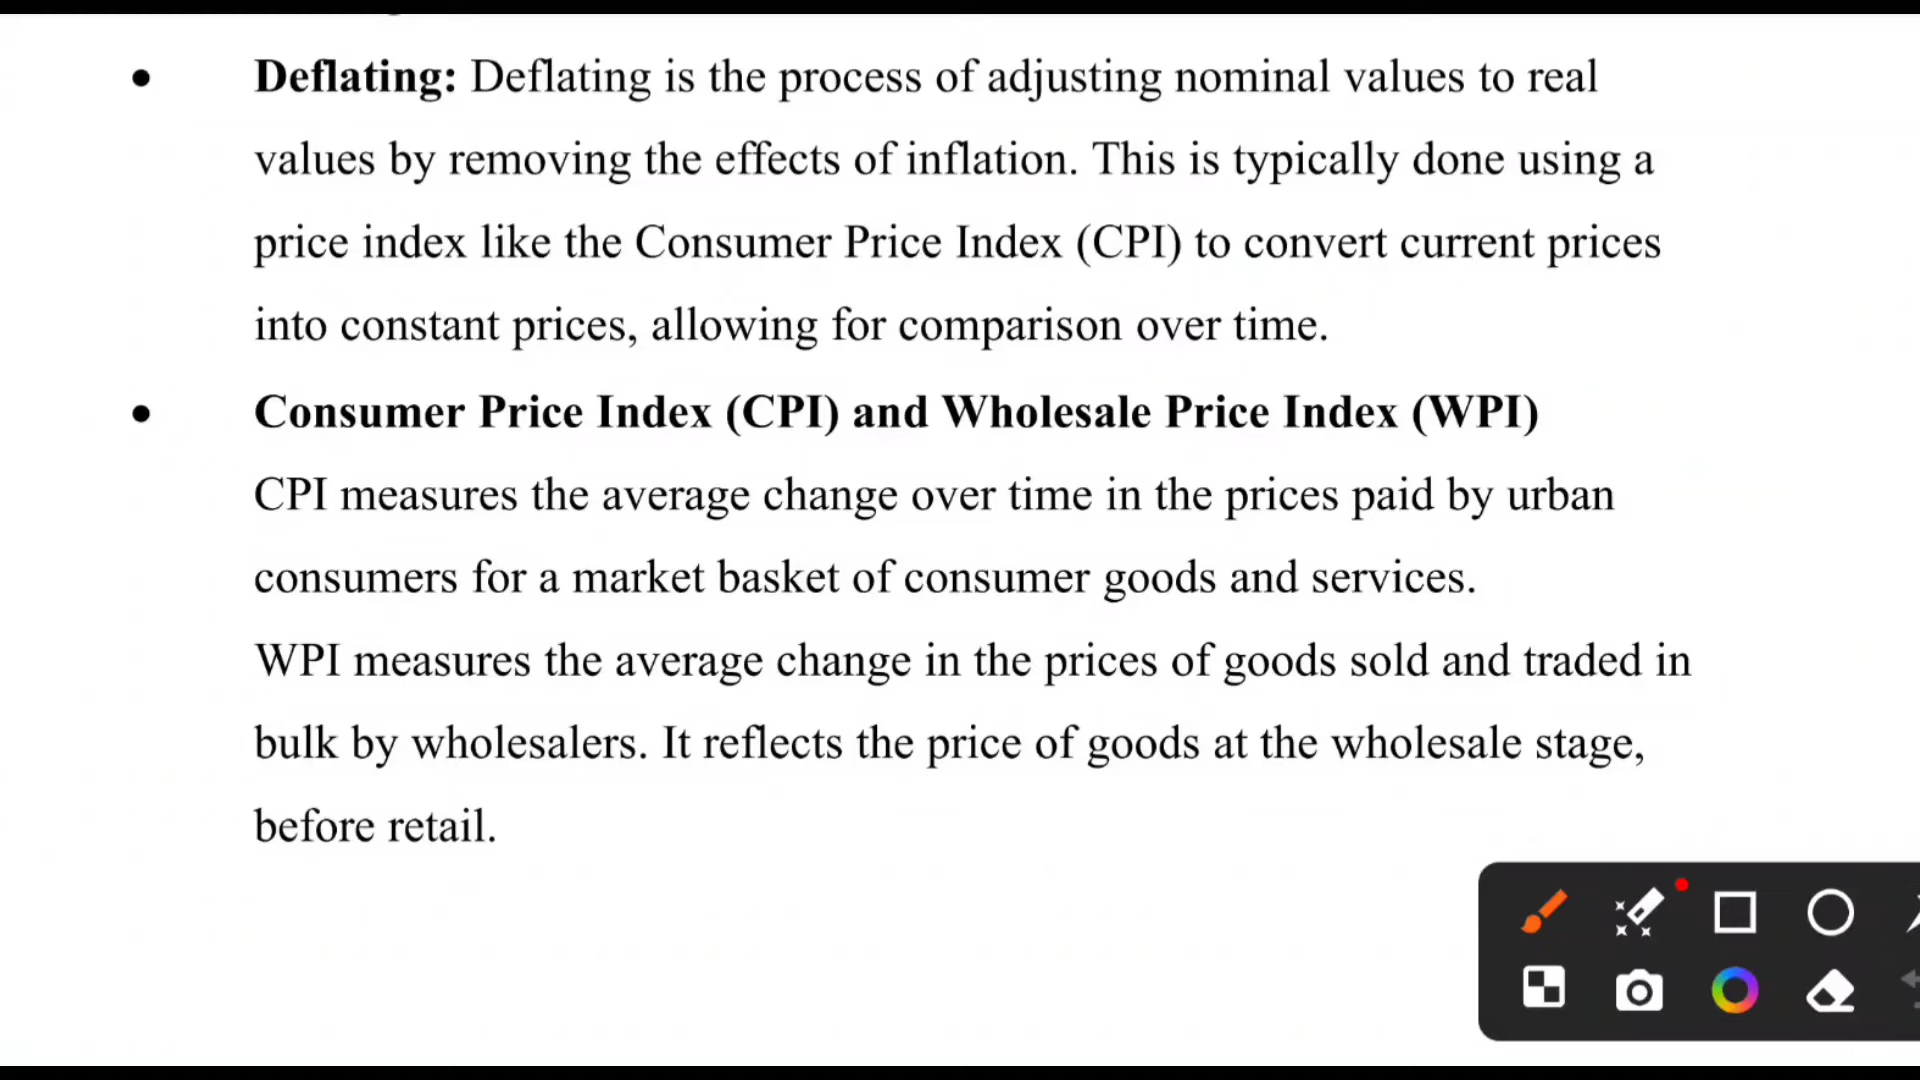 • Deflating: Deflating is the process of adjusting nominal values to real
values by removing the effects of inflation. This is typically done using a
price index like the Consumer Price Index (CPI) to convert current prices
into constant prices, allowing for comparison over time.
• Consumer Price Index (CPI) and Wholesale Price Index (WPI)
CPI measures the average change over time in the prices paid by urban
consumers for a market basket of consumer goods and services.
WPI measures the average change in the prices of goods sold and traded in
bulk by wholesalers. It reflects the price of goods at the wholesale stage,
before retail.